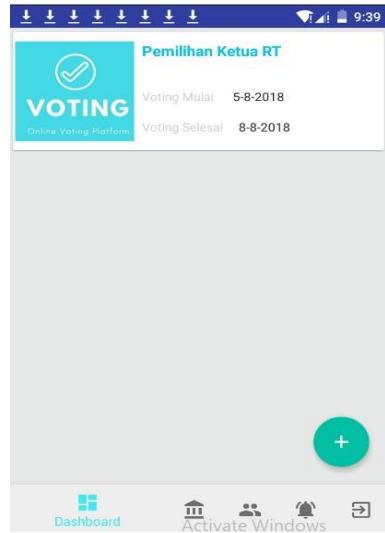 9:39
Pemilihan Ketua RT
VOTING
Online Voting Platform
Voting Mulai 5-8-2018
Voting Selesai 8-8-2018
+
Dashboard
Activate Windows